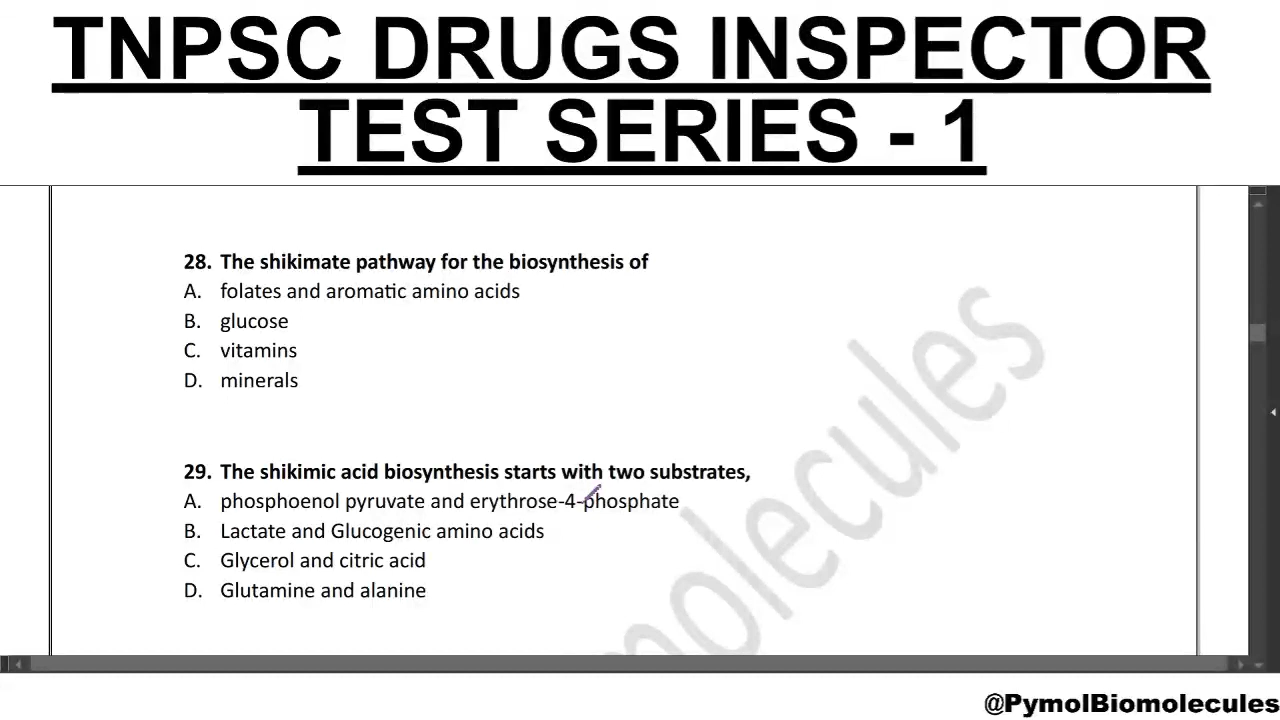 TNPSC DRUGS INSPECTOR
TEST SERIES - 1
28. The shikimate pathway for the biosynthesis of
A. folates and aromatic amino acids
B. glucose
C. vitamins
D. minerals
29. The shikimic acid biosynthesis starts with two substrates,
A. phosphoenol pyruvate and erythrose-4-phosphate
B. Lactate and Glucogenic amino acids
C. Glycerol and citric acid
D. Glutamine and alanine
molecules
@PymolBiomolecules